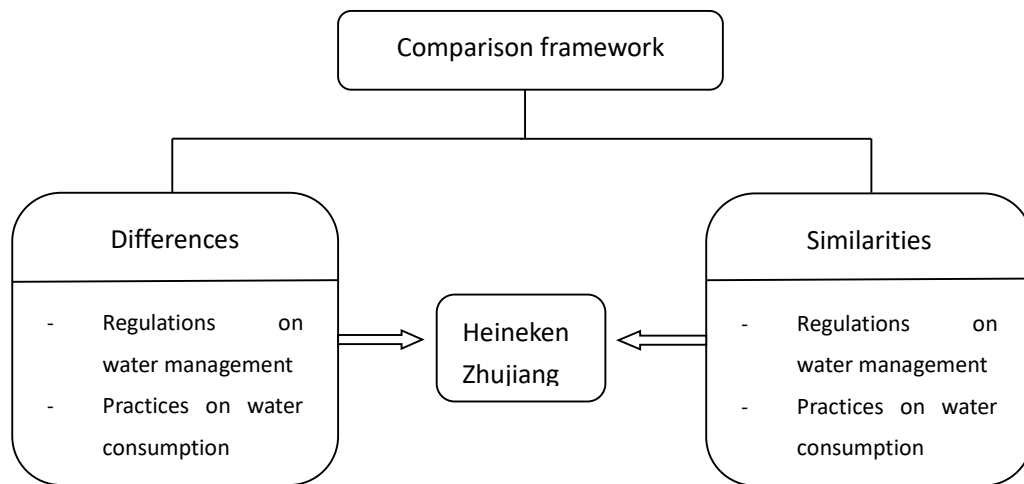 Comparison framework
Differences
- Regulations on
water management
- Practices on water
consumption
Heineken
Zhujiang
Similarities
- Regulations on
water management
- Practices on water
consumption